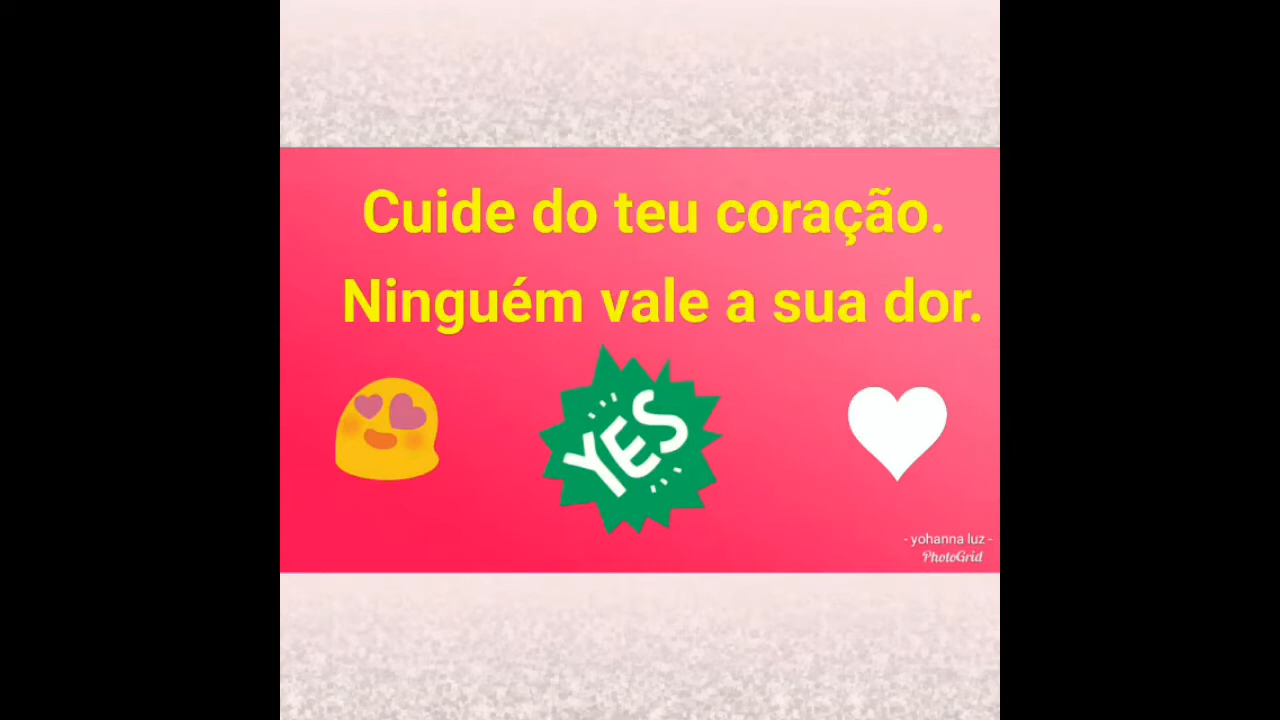 Cuide do teu coração.
Ninguém vale a sua dor.
YES
- yohanna luz -
PhotoGrid